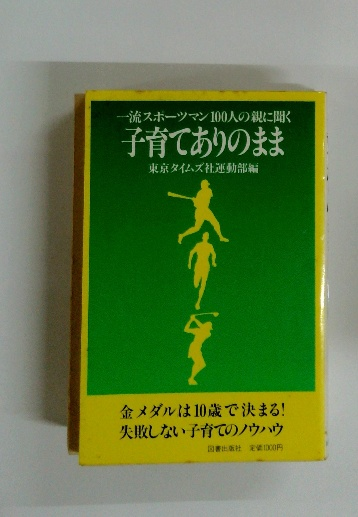 一流スポーツマン100人の親に聞く
子育てありのまま
東京タイムズ社運動部編
金メダルは10歳で決まる!
失敗しない子育てのノウハウ
図書出版社 定価1000円